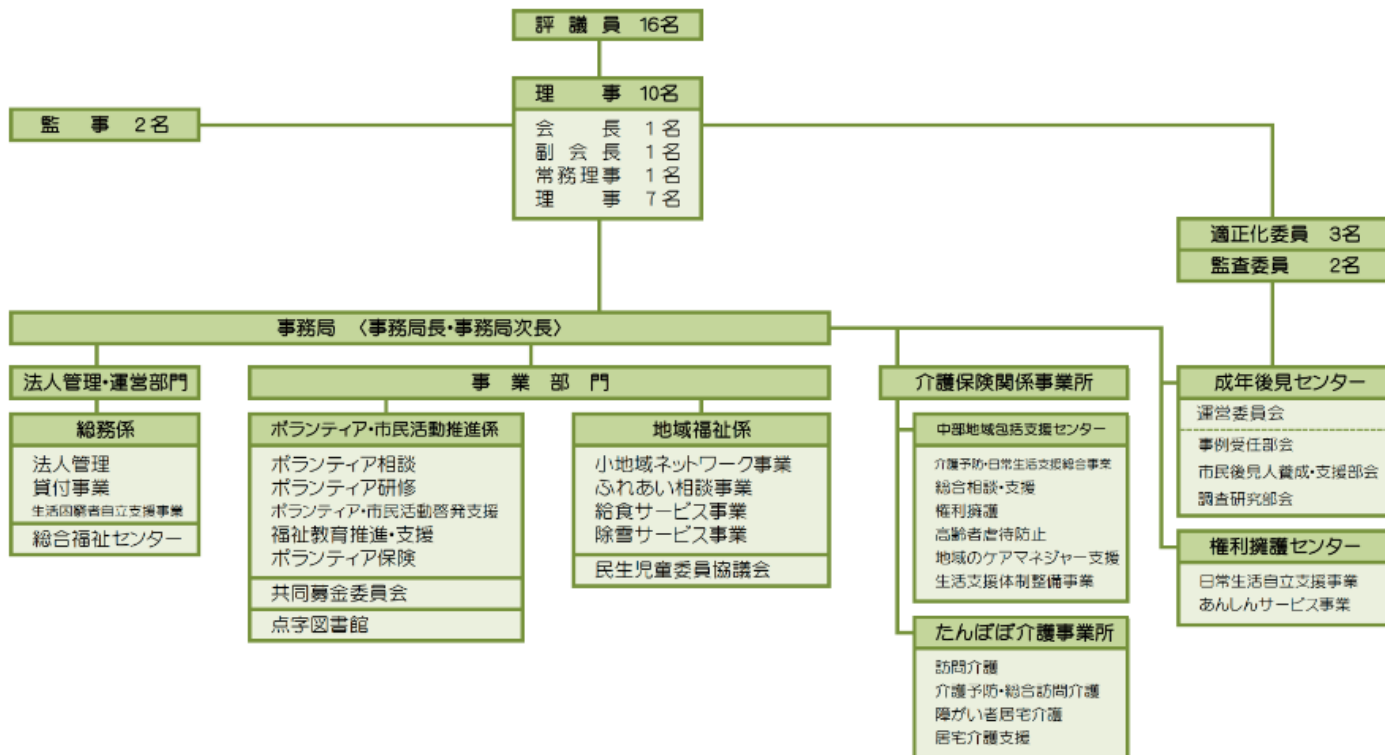 評議員 16名
理事 10名
会長 1名
副会長 1名
常務理事 1名
理事 7名
監事 2名
適正化委員 3名
監査委員 2名
事務局 〈事務局長・事務局次長〉
法人管理・運営部門
総務係
法人管理
貸付事業
生活困窮者自立支援事業
総合福祉センター
事業部門
ボランティア・市民活動推進係
ボランティア相談
ボランティア研修
ボランティア・市民活動啓発支援
福祉教育推進・支援
ボランティア保険
共同募金委員会
点字図書館
地域福祉係
小地域ネットワーク事業
ふれあい相談事業
給食サービス事業
除雪サービス事業
民生児童委員協議会
介護保険関係事業所
中部地域包括支援センター
介護予防・日常生活支援総合事業
総合相談・支援
権利擁護
高齢者虐待防止
地域のケアマネジャー支援
生活支援体制整備事業
たんぽぽ介護事業所
訪問介護
介護予防・総合訪問介護
障がい者居宅介護
居宅介護支援
成年後見センター
運営委員会
事例受任部会
市民後見人養成・支援部会
調査研究部会
権利擁護センター
日常生活自立支援事業
あんしんサービス事業